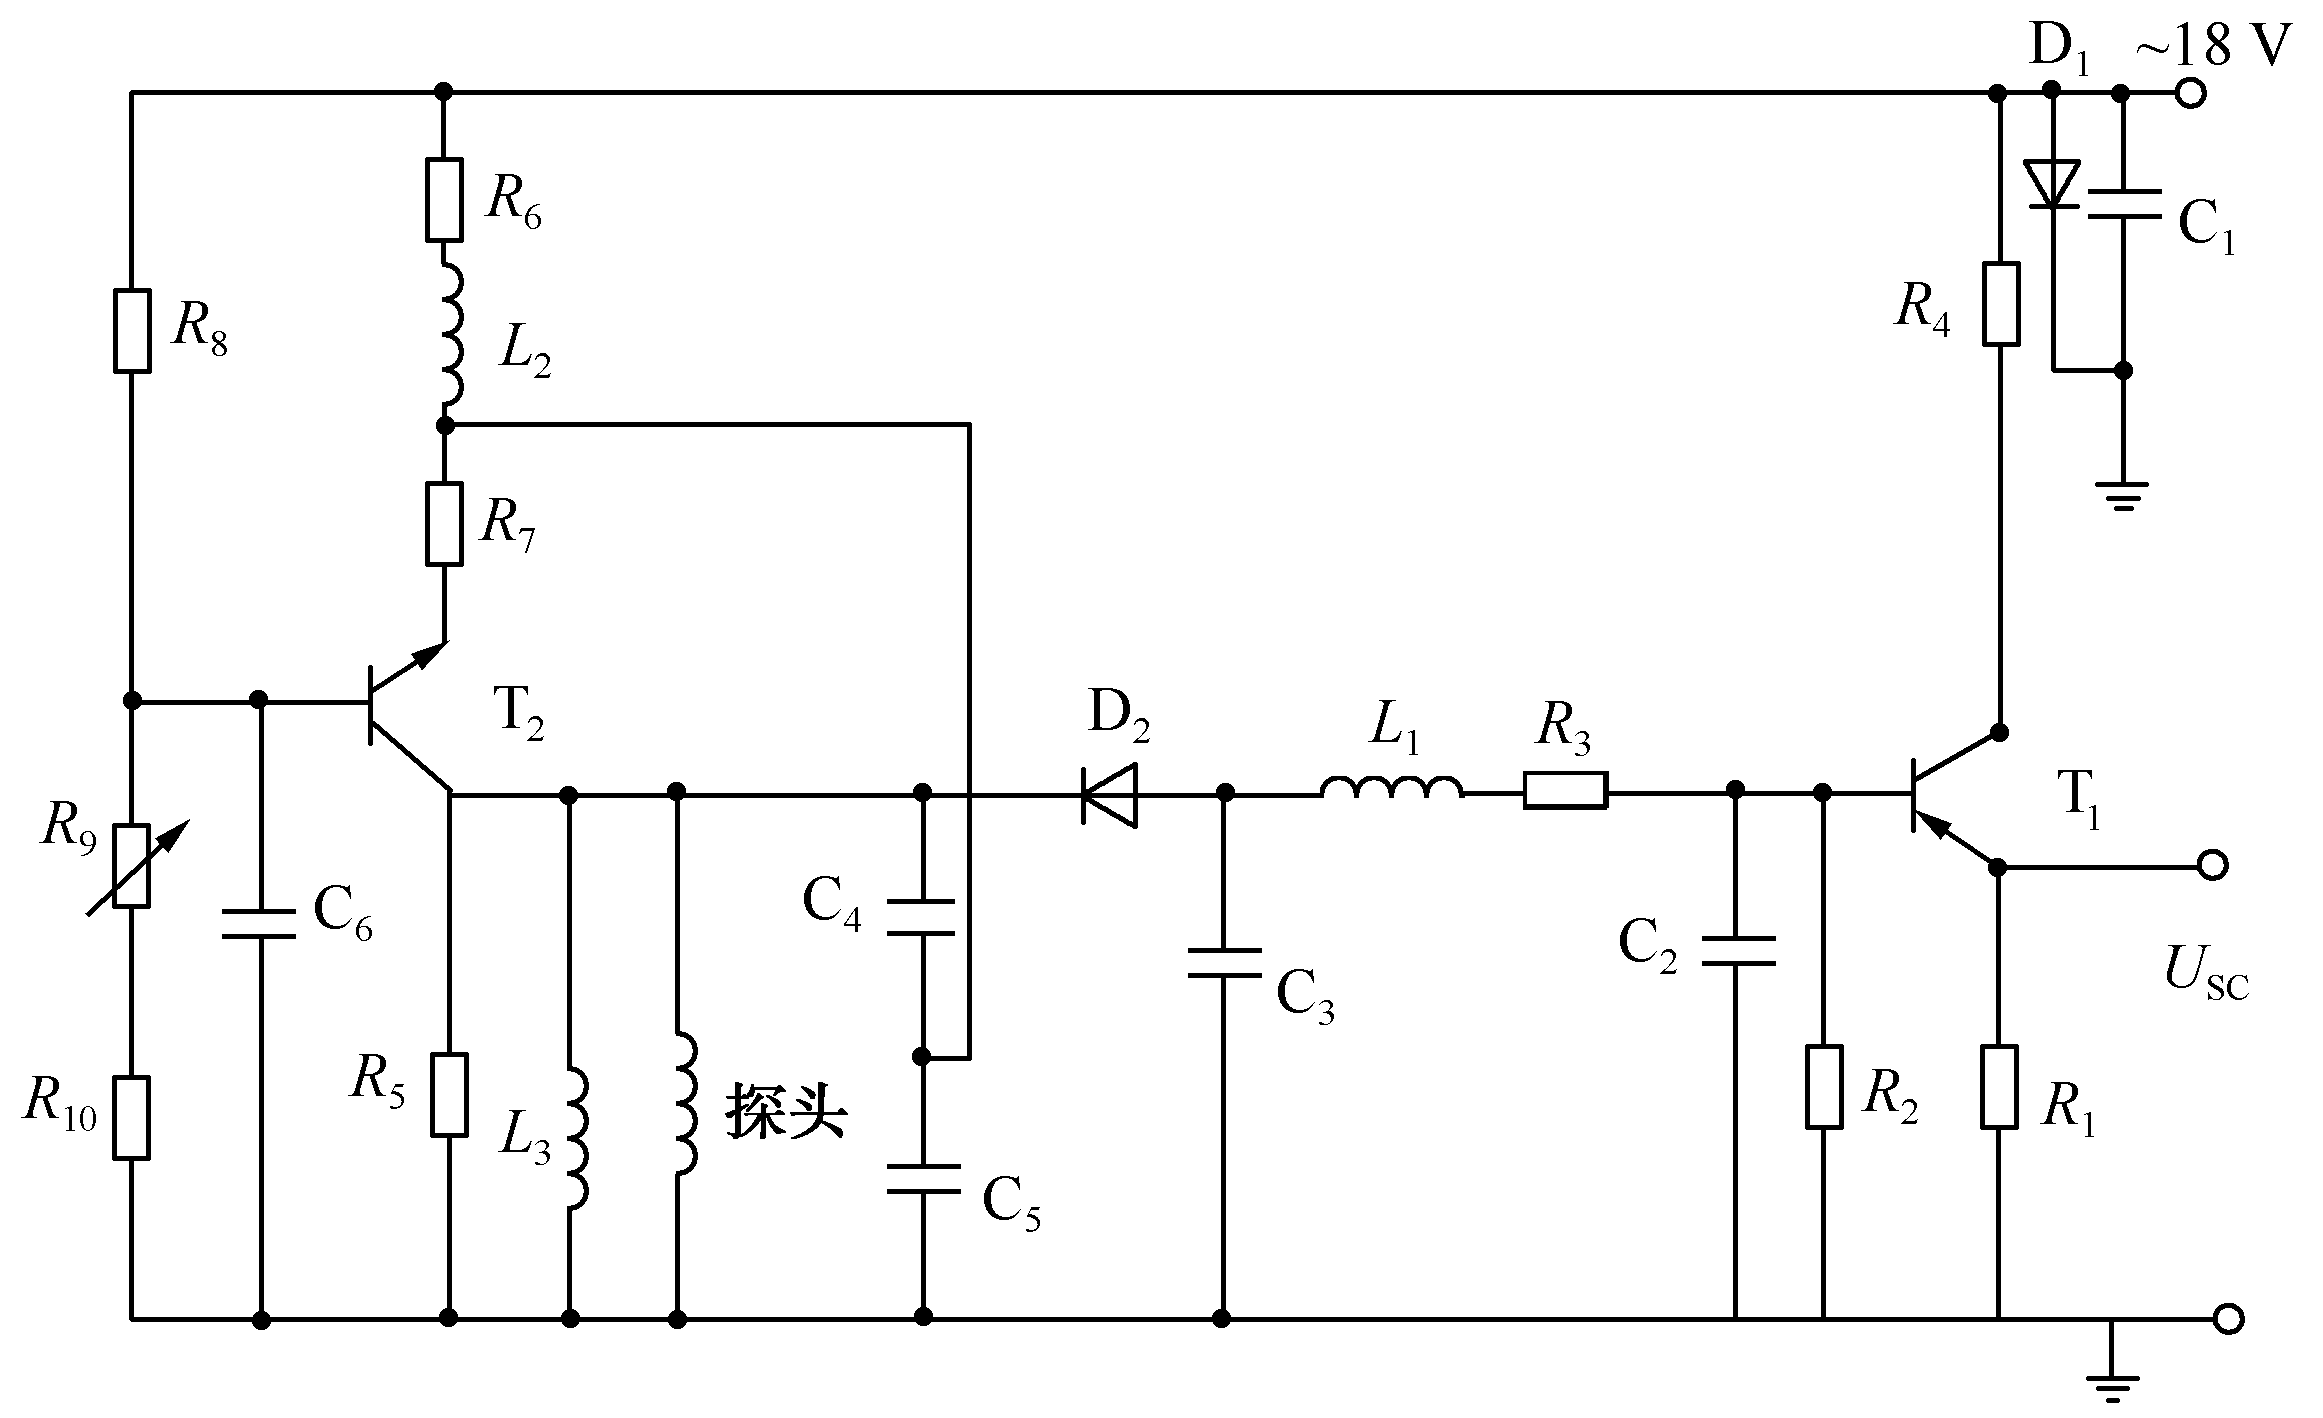 D1 ~18 V
R6
C1
R8
L2
R4
R7
T2
D2
L1
R3
T1
R9
C6
C4
C2
C3
USC
R10
R5
L3
探头
C5
R2
R1